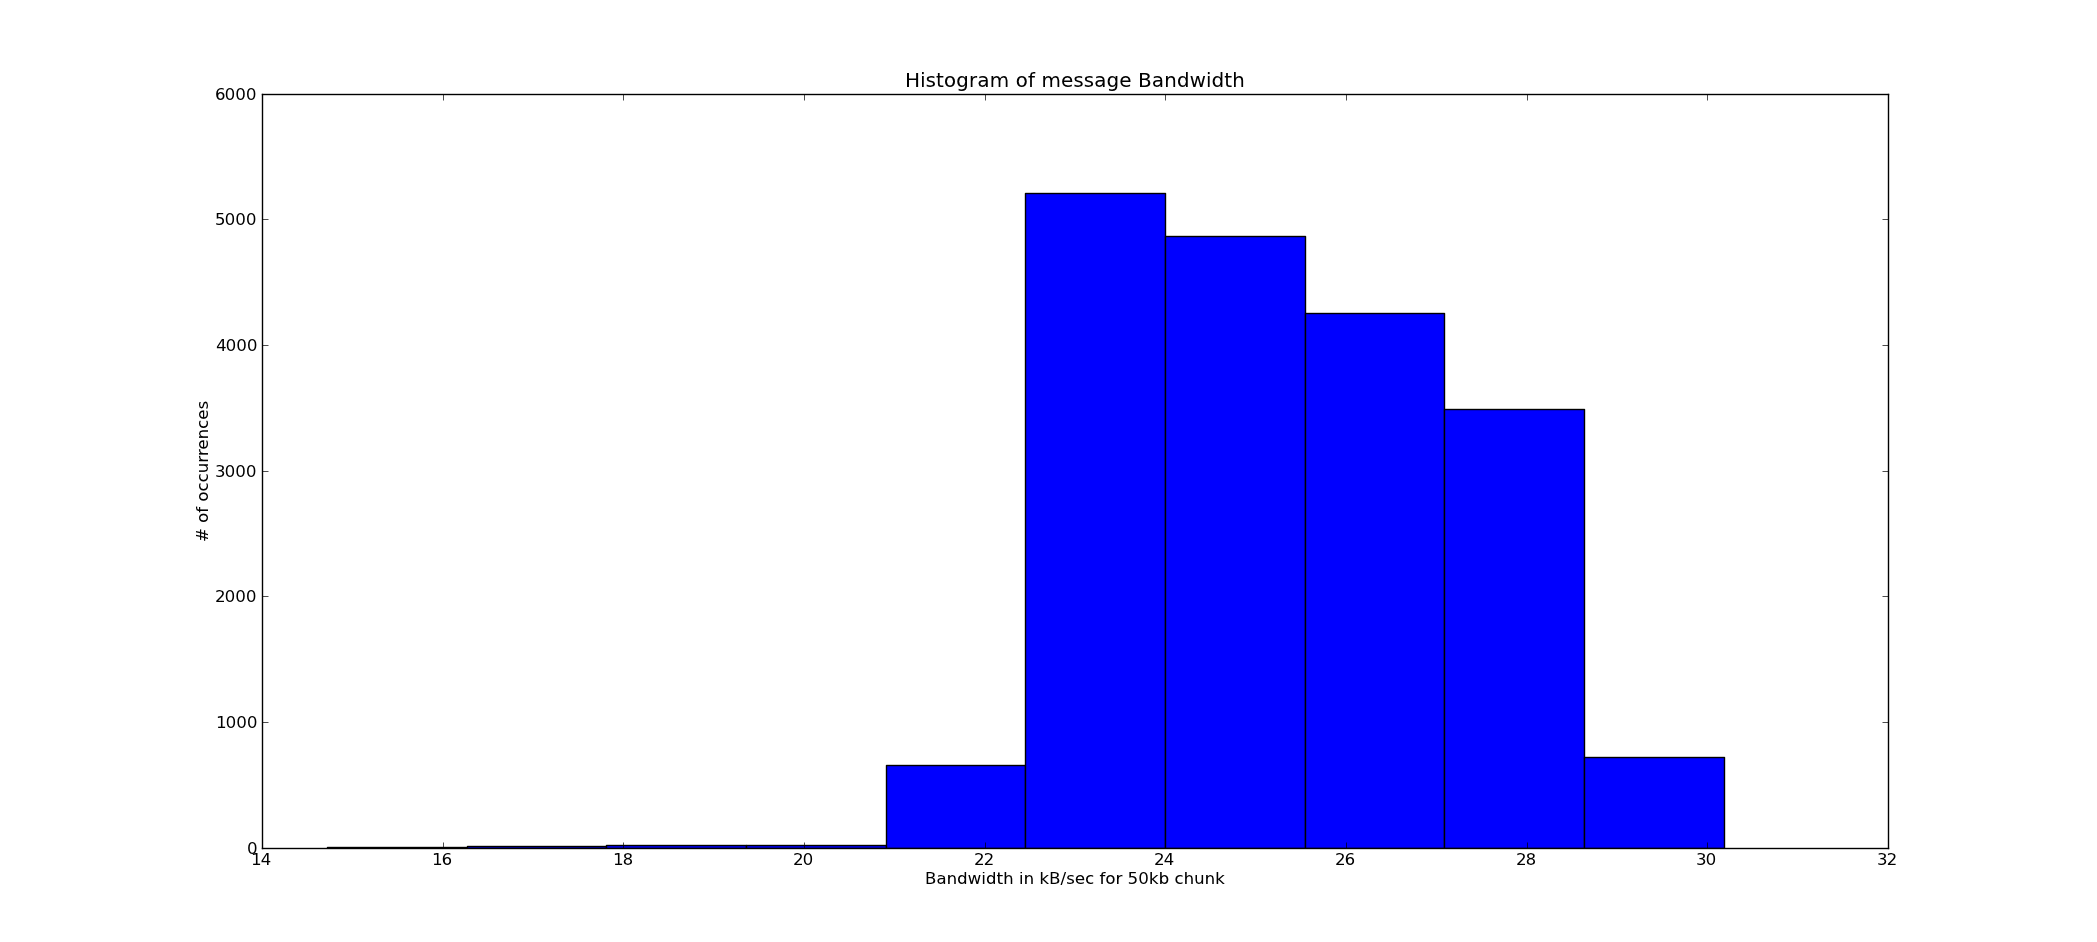 Histogram of message Bandwidth
6000
5000
4000
3000
2000
1000
0
# of occurrences
14 16 18 20 22 24 26 28 30 32
Bandwidth in kB/sec for 50kb chunk